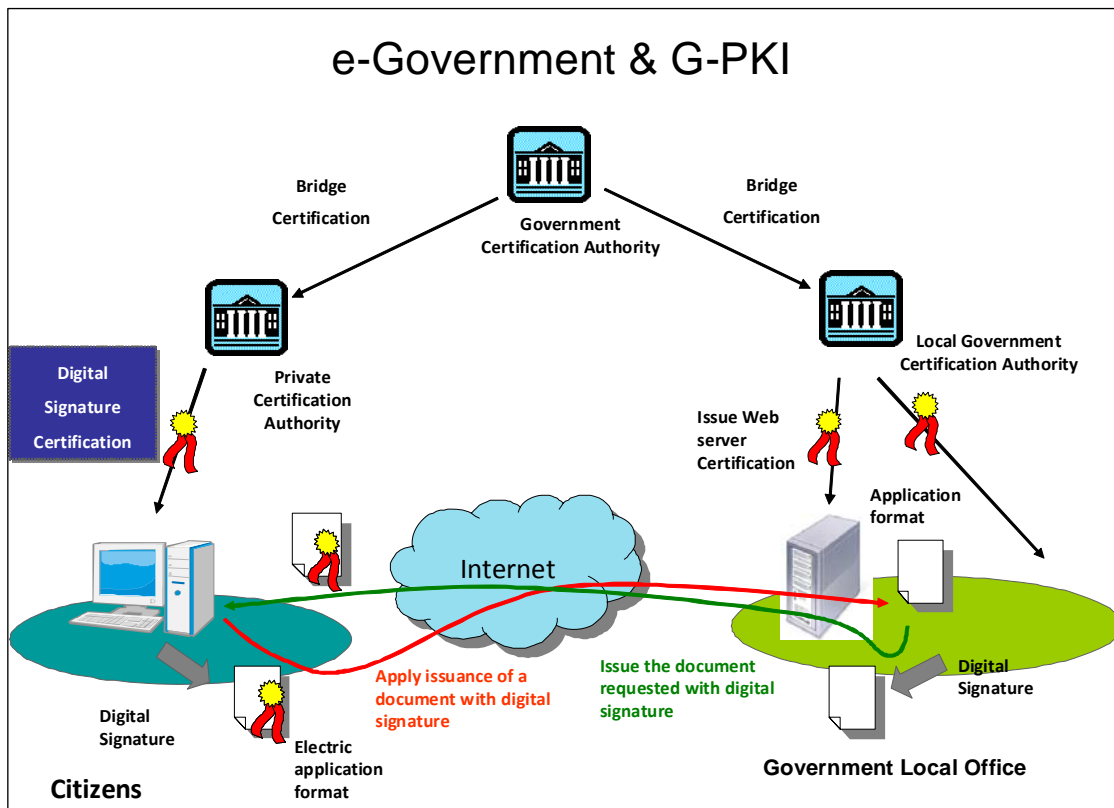 e-Government & G-PKI
Bridge
Certification
Bridge
Certification
Government
Certification Authority
Local Government
Certification Authority
Digital
Signature
Certification
Private
Certification
Authority
Issue Web
server
Certification
Application
format
Internet
Apply issuance of a
document with digital
signature
Issue the document
requested with digital
signature
Digital
Signature
Digital
Signature
Electric
application
format
Citizens
Government Local Office